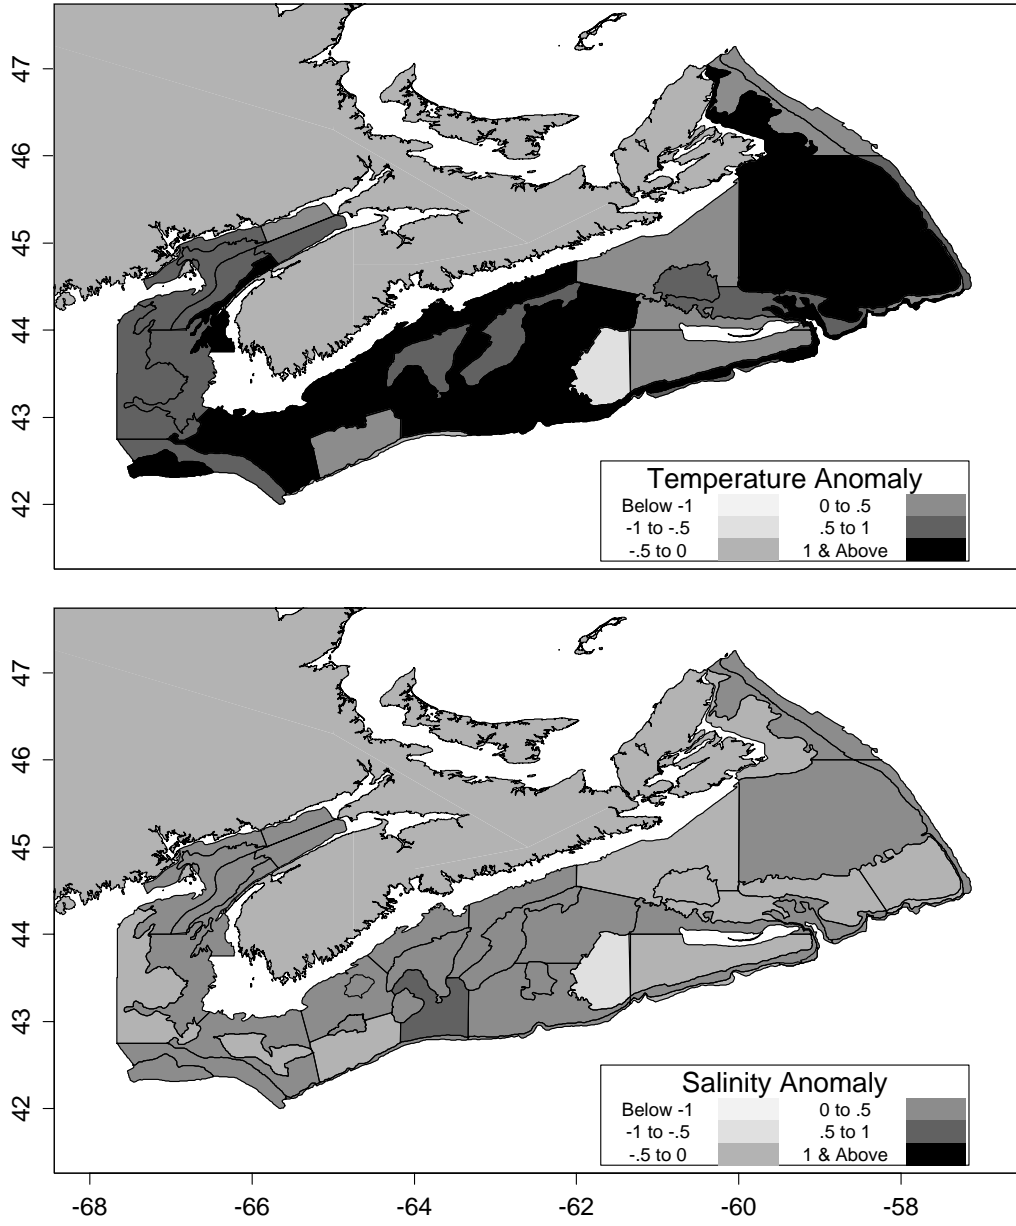 47
46
45
44
43
42
Temperature Anomaly
Below -1 0 to .5
-1 to -.5 .5 to 1
-.5 to 0 1 & Above
47
46
45
44
43
42
Salinity Anomaly
Below -1 0 to .5
-1 to -.5 .5 to 1
-.5 to 0 1 & Above
-68 -66 -64 -62 -60 -58